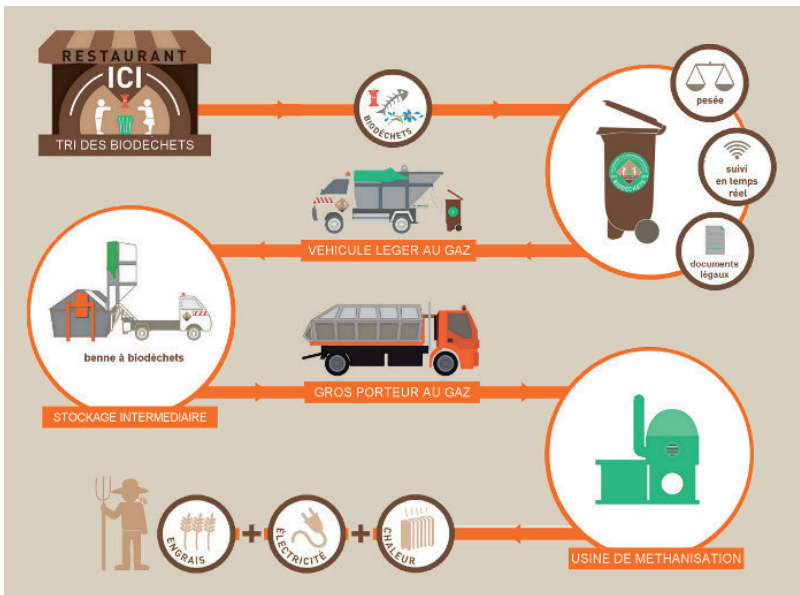 RESTAURANT
ICI
TRI DES BIODECHETS
BIODÉCHETS
pesée
BIODÉCHETS
suivi
en temps
réel
documents
légaux
VEHICULE LEGER AU GAZ
benne à biodéchets
STOCKAGE INTERMEDIAIRE
GROS PORTEUR AU GAZ
USINE DE METHANISATION
ENGRAIS
+
ÉLECTRICITÉ
+
CHALEUR